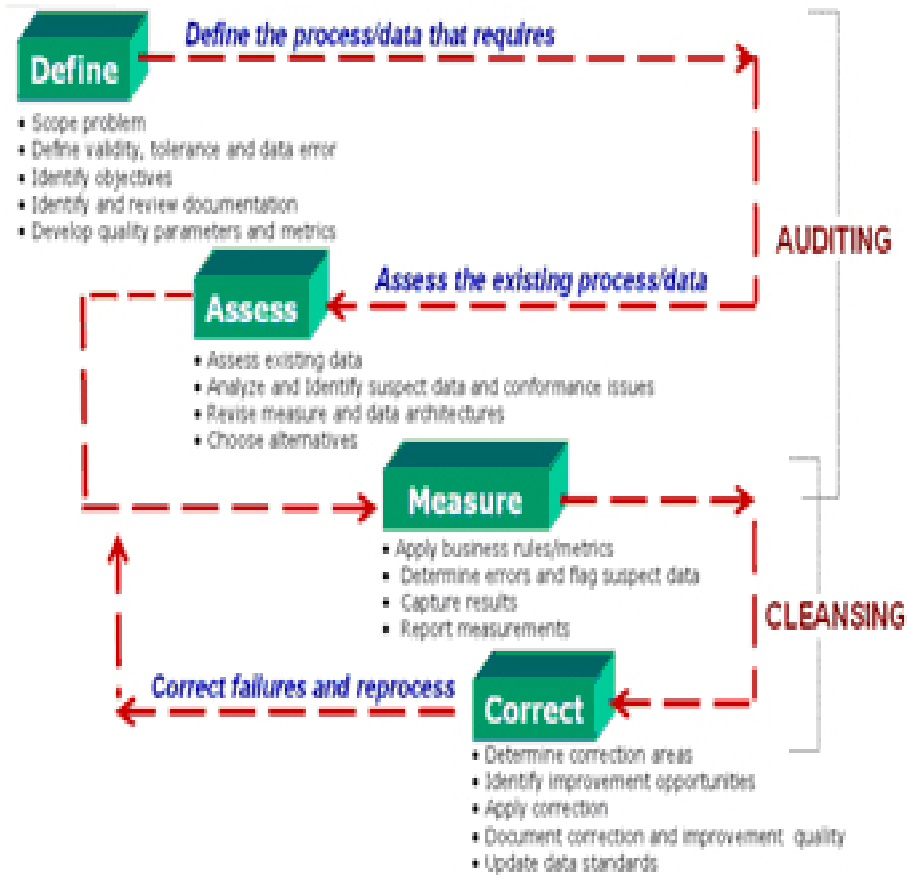 Define the process/data that requires
Define
• Scope problem
• Define validity, tolerance and data error
• Identify objectives
• Identify and review documentation
• Develop quality parameters and metrics
AUDITING
Assess the existing process/data
Assess
• Assess existing data
• Analyze and Identify suspect data and conformance issues
• Revise measure and data architectures
• Choose alternatives
Measure
• Apply business rules/metrics
• Determine errors and flag suspect data
• Capture results
• Report measurements
CLEANSING
Correct failures and reprocess
Correct
• Determine correction areas
• Identify improvement opportunities
• Apply correction
• Document correction and improvement quality
• Update data standards